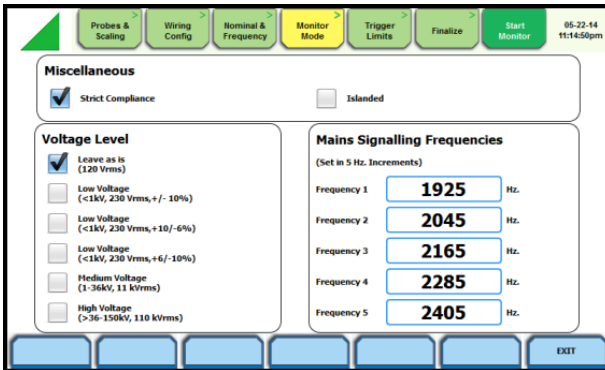 Probes & Scaling
Wiring Config
Nominal & Frequency
Monitor Mode
Trigger Limits
Finalize
Start Monitor
05-22-14
11:14:50pm
Miscellaneous
Strict Compliance
Islanded
Voltage Level
Leave as is
(120 Vrms)
Low Voltage
(<1kV, 230 Vrms,+/- 10%)
Low Voltage
(<1kV, 230 Vrms,+10/-6%)
Low Voltage
(<1kV, 230 Vrms,+6/-10%)
Medium Voltage
(1-36kV, 11 kVrms)
High Voltage
(>36-150kV, 110 kVrms)
Mains Signalling Frequencies
(Set in 5 Hz. Increments)
Frequency 1 1925 Hz.
Frequency 2 2045 Hz.
Frequency 3 2165 Hz.
Frequency 4 2285 Hz.
Frequency 5 2405 Hz.
EXIT